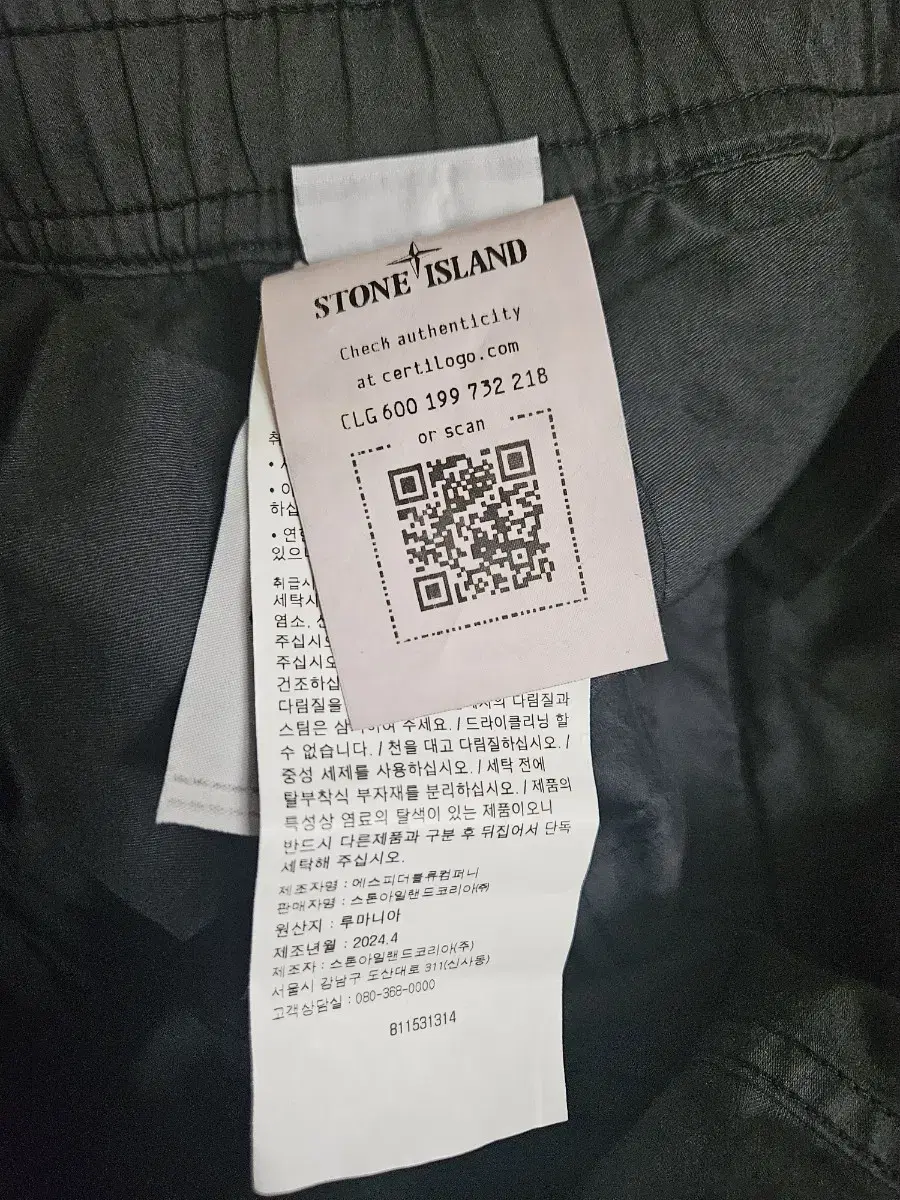 STONE ISLAND
Check authenticity
at certilogo.com
CLG 600 199 732 218
or scan
하십
• 연한
있으
취급시
세탁시
염소,
주십시오
주십시오
건조하십
다림질을 다림질과
스팀은 주세요. / 드라이클리닝 할
수 없습니다. / 천을 대고 다림질하십시오. /
중성 세제를 사용하십시오. / 세탁 전에
탈부착식 부자재를 분리하십시오. / 제품의
특성상 염료의 탈색이 있는 제품이오니
반드시 다른제품과 구분 후 뒤집어서 단독
세탁해 주십시오.
제조자명 : 에스피더블류컴퍼니
판매자명 : 스톤아일랜드코리아(주)
원산지 : 루마니아
제조년월 : 2024.4
제조자 : 스톤아일랜드코리아(주)
서울시 강남구 도산대로 311(신사동)
고객상담실 : 080-368-0000
811531314